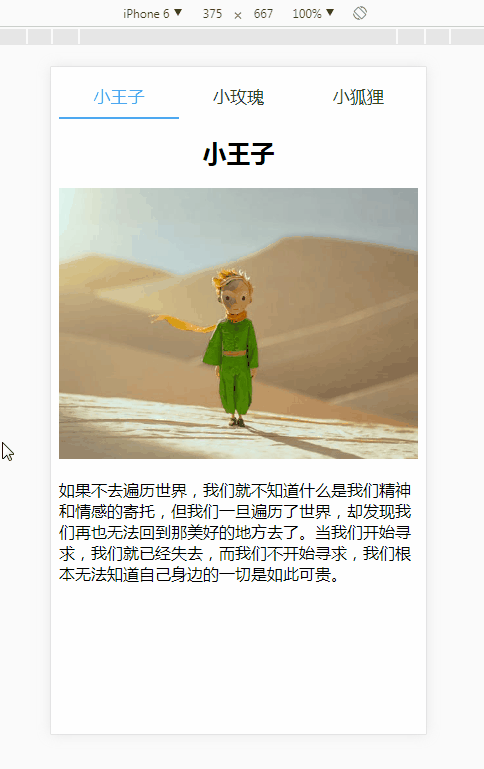 iPhone 6 ▼ 375 × 667 100% ▼
小王子 小玫瑰 小狐狸
小王子
如果不去遍历世界，我们就不知道什么是我们精神
和情感的寄托，但我们一旦遍历了世界，却发现我
们再也无法回到那美好的地方去了。当我们开始寻
求，我们就已经失去，而我们不开始寻求，我们根
本无法知道自己身边的一切是如此可贵。